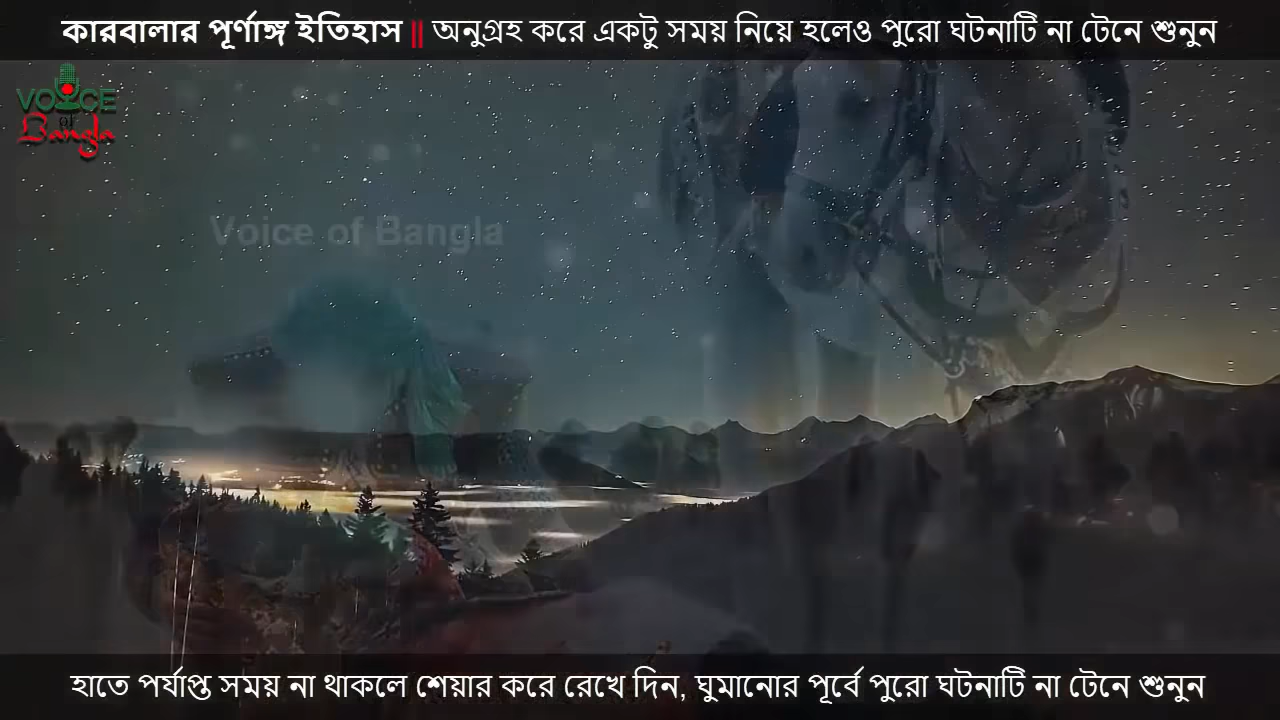 কারবালার পূর্ণাঙ্গ ইতিহাস || অনুগ্রহ করে একটু সময় নিয়ে হলেও পুরো ঘটনাটি না টেনে শুনুন
VOICE
of
Bangla
Voice of Bangla
হাতে পর্যাপ্ত সময় না থাকলে শেয়ার করে রেখে দিন, ঘুমানোর পূর্বে পুরো ঘটনাটি না টেনে শুনুন